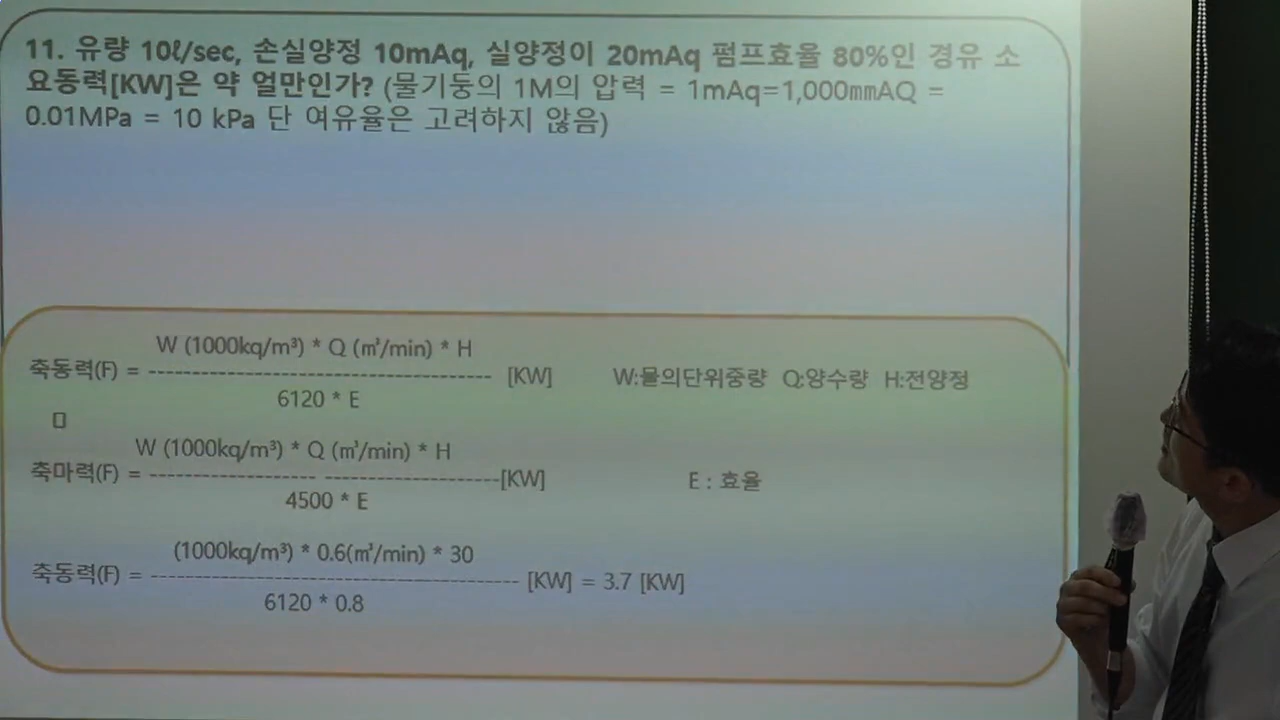 11. 유량 10ℓ/sec, 손실양정 10mAq, 실양정이 20mAq 펌프효율 80%인 경유 소
요동력[KW]은 약 얼만인가? (물기둥의 1M의 압력 = 1mAq=1,000㎜AQ =
0.01MPa = 10 kPa 단 여유율은 고려하지 않음)
W (1000kq/m³) * Q (㎥/min) * H
축동력(F) = ---------------------------------------- [KW] W:물의단위중량 Q:양수량 H:전양정
6120 * E
W (1000kq/m³) * Q (㎥/min) * H
축마력(F) = -------------------- ---------------------[KW] E : 효율
4500 * E
(1000kq/m³) * 0.6(㎥/min) * 30
축동력(F) = ------------------------------------------- [KW] = 3.7 [KW]
6120 * 0.8